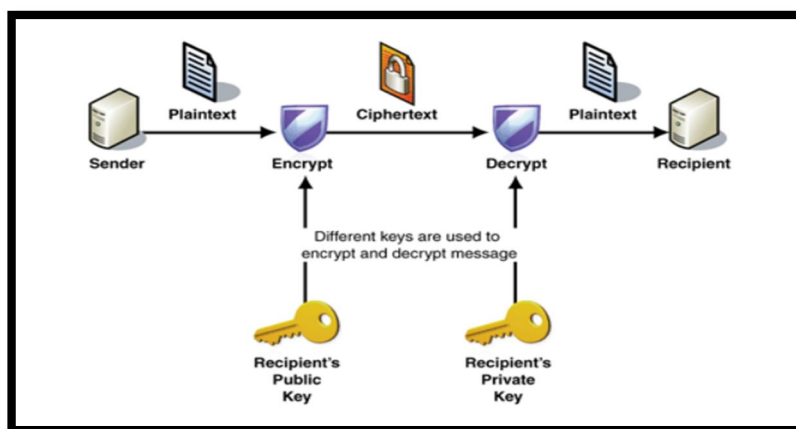 Plaintext
Ciphertext
Plaintext
Sender
Encrypt
Decrypt
Recipient
Different keys are used to
encrypt and decrypt message
Recipient's
Public
Key
Recipient's
Private
Key